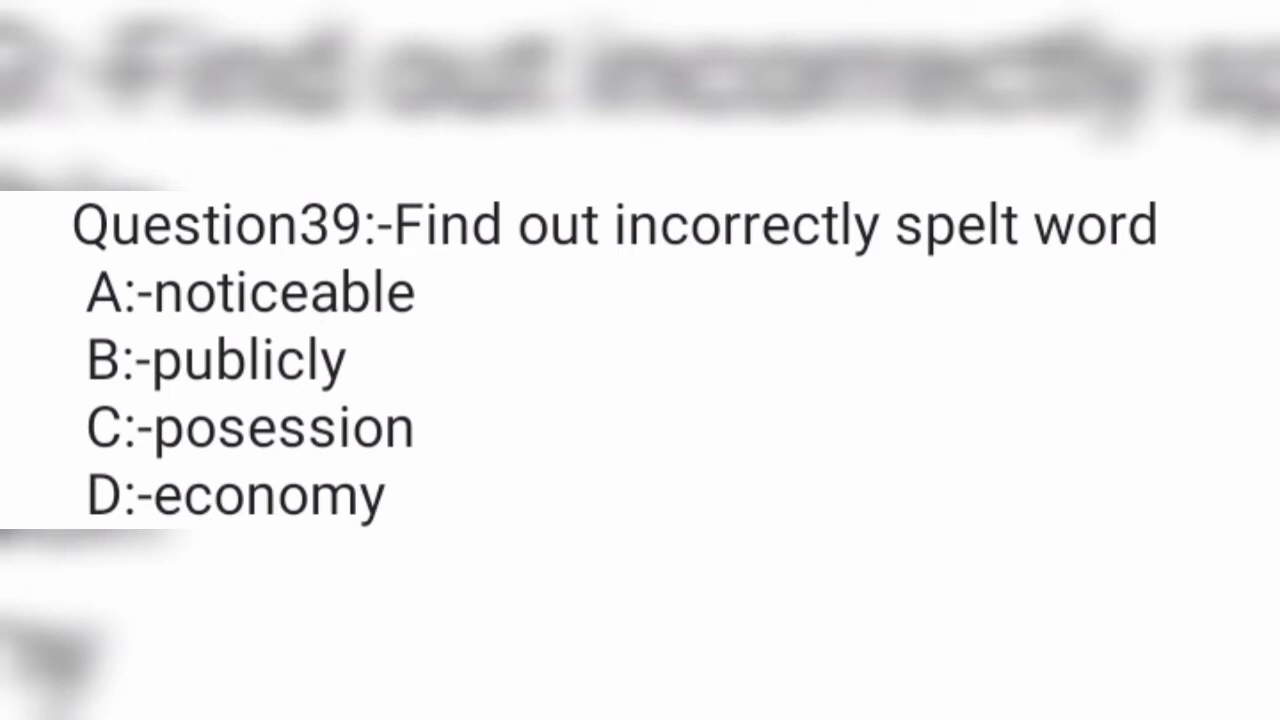 Question39:-Find out incorrectly spelt word
A:-noticeable
B:-publicly
C:-posession
D:-economy